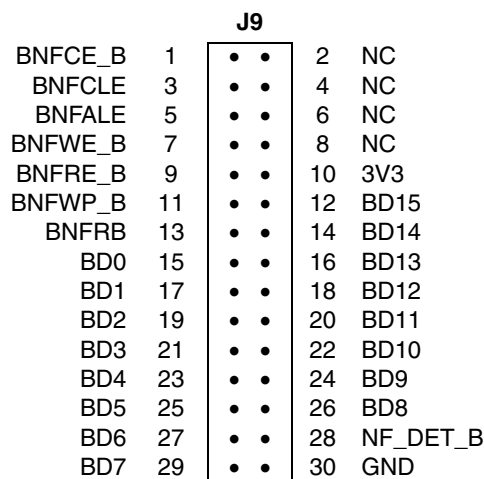 J9
BNFCE_B 1 • • 2 NC
BNFCLE 3 • • 4 NC
BNFALE 5 • • 6 NC
BNFWE_B 7 • • 8 NC
BNFRE_B 9 • • 10 3V3
BNFWP_B 11 • • 12 BD15
BNFRB 13 • • 14 BD14
BD0 15 • • 16 BD13
BD1 17 • • 18 BD12
BD2 19 • • 20 BD11
BD3 21 • • 22 BD10
BD4 23 • • 24 BD9
BD5 25 • • 26 BD8
BD6 27 • • 28 NF_DET_B
BD7 29 • • 30 GND